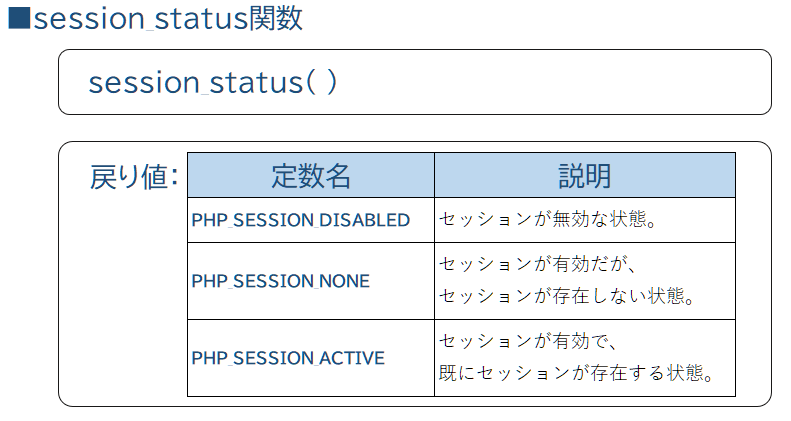 ■session_status関数
session_status( )
戻り値：
定数名 説明
PHP_SESSION_DISABLED セッションが無効な状態。
PHP_SESSION_NONE セッションが有効だが、
セッションが存在しない状態。
PHP_SESSION_ACTIVE セッションが有効で、
既にセッションが存在する状態。